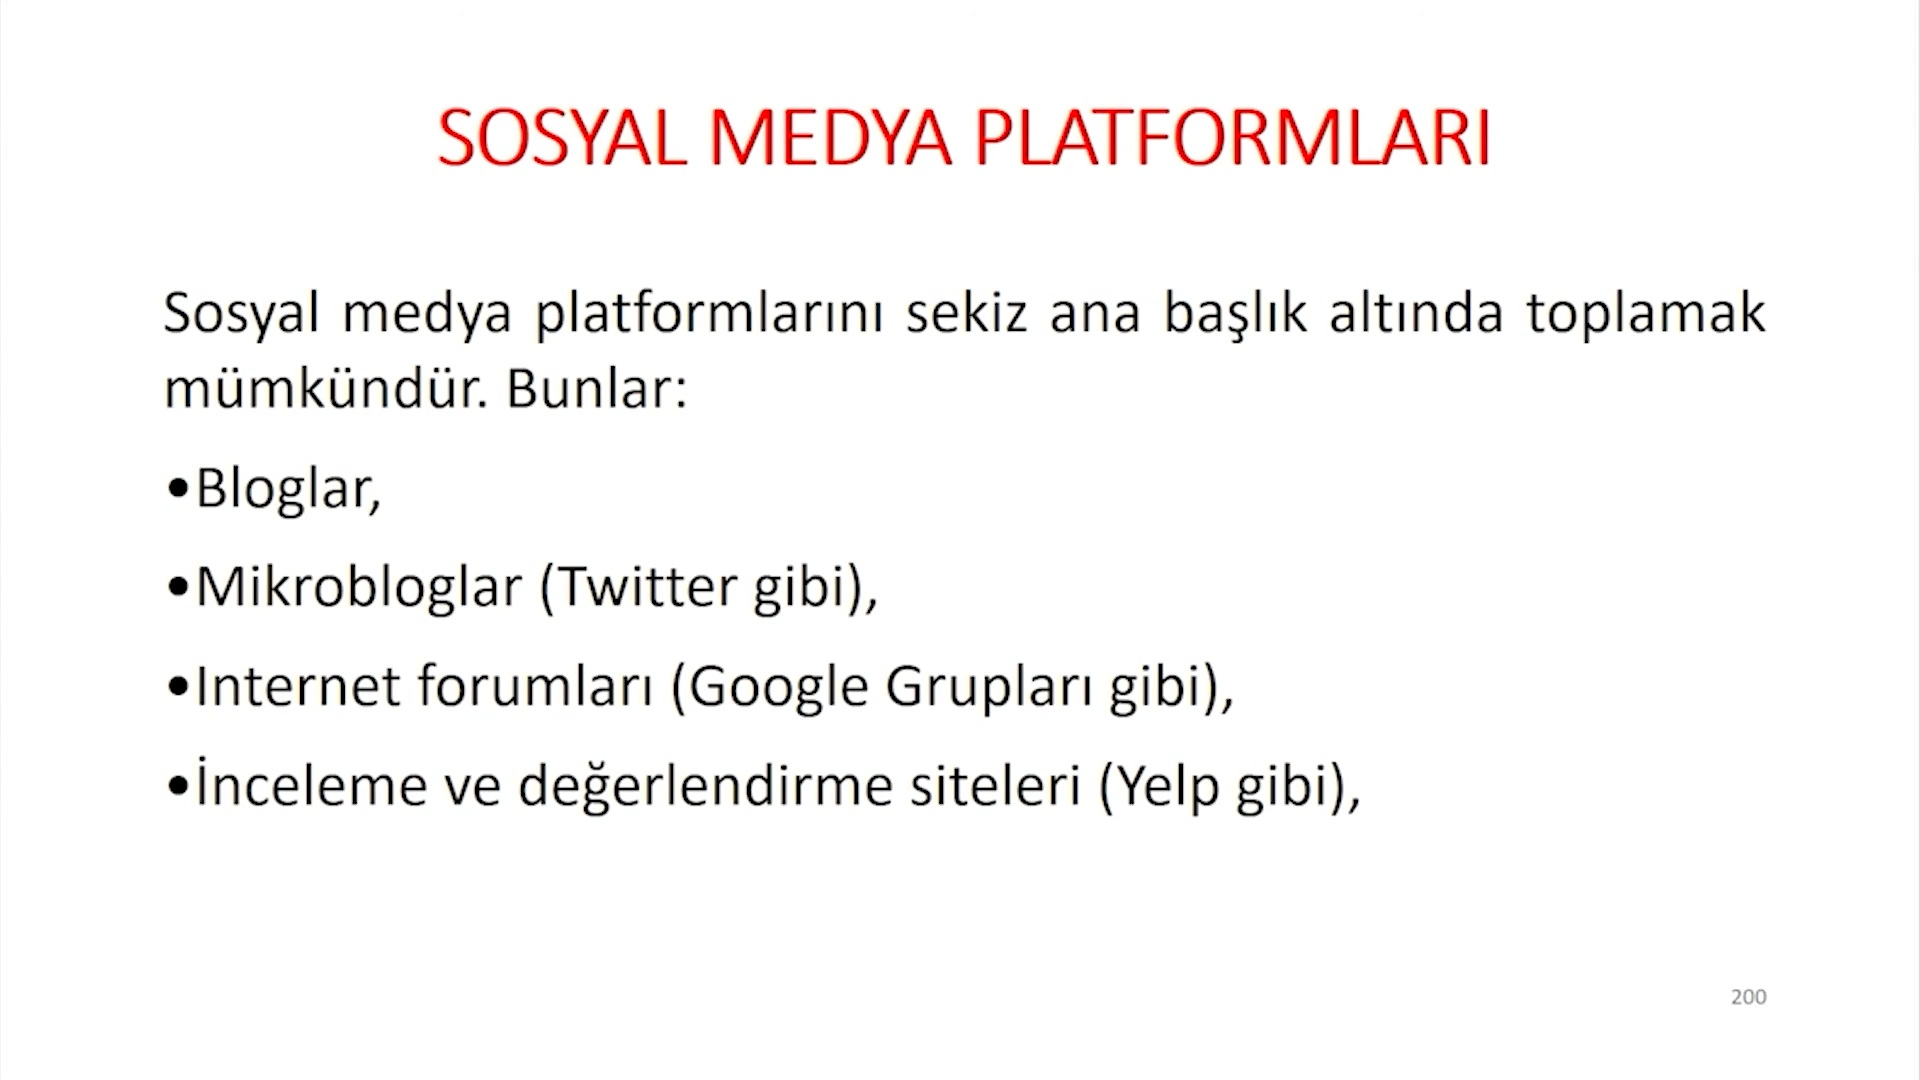 SOSYAL MEDYA PLATFORMLARI
Sosyal medya platformlarını sekiz ana başlık altında toplamak
mümkündür. Bunlar:
•Bloglar,
•Mikrobloglar (Twitter gibi),
•Internet forumları (Google Grupları gibi),
•İnceleme ve değerlendirme siteleri (Yelp gibi),
200